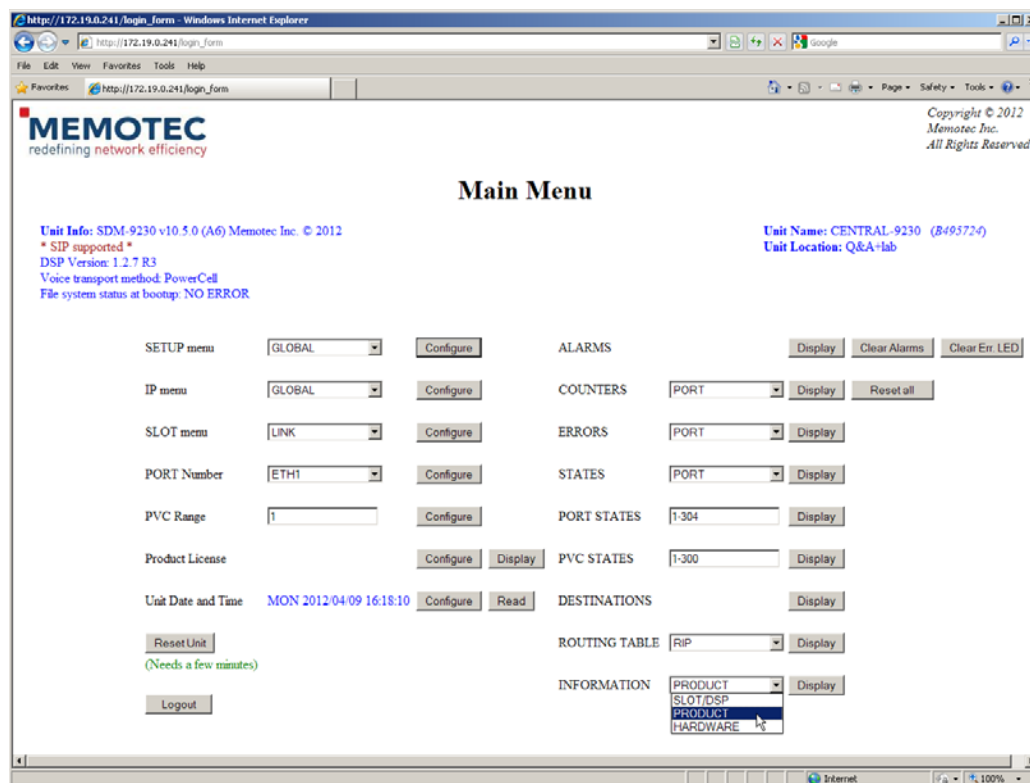 http://172.19.0.241/login_form - Windows Internet Explorer
http://172.19.0.241/login_form
Google
File Edit View Favorites Tools Help
Favorites http://172.19.0.241/login_form Page Safety Tools
MEMOTEC
redefining network efficiency
Copyright © 2012
Memotec Inc.
All Rights Reserved
Main Menu
Unit Info: SDM-9230 v10.5.0 (A6) Memotec Inc. © 2012
* SIP supported *
DSP Version: 1.2.7 R3
Voice transport method: PowerCell
File system status at bootup: NO ERROR
Unit Name: CENTRAL-9230 (B495724)
Unit Location: Q&A+lab
SETUP menu GLOBAL Configure ALARMS Display Clear Alarms Clear Err. LED
IP menu GLOBAL Configure COUNTERS PORT Display Reset all
SLOT menu LINK Configure ERRORS PORT Display
PORT Number ETH1 Configure STATES PORT Display
PVC Range 1 Configure PORT STATES 1-304 Display
Product License Configure Display PVC STATES 1-300 Display
Unit Date and Time MON 2012/04/09 16:18:10 Configure Read DESTINATIONS Display
Reset Unit ROUTING TABLE RIP Display
(Needs a few minutes)
INFORMATION PRODUCT Display
SLOT/DSP
PRODUCT
HARDWARE
Logout
Internet 100%